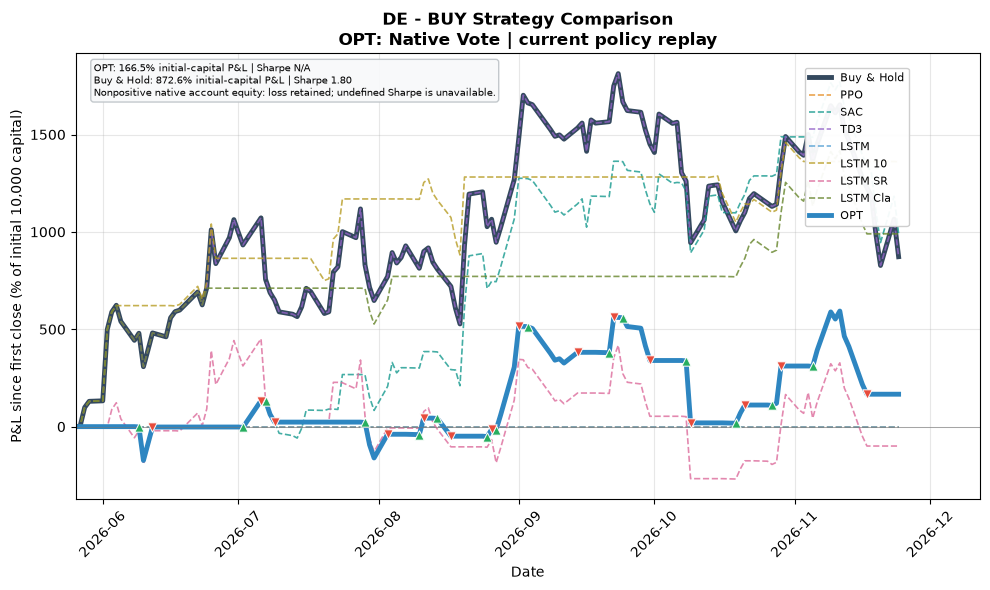 DE - BUY Strategy Comparison
OPT: Native Vote | current policy replay
OPT: 166.5% initial-capital P&L | Sharpe N/A
Buy & Hold: 872.6% initial-capital P&L | Sharpe 1.80
Nonpositive native account equity: loss retained; undefined Sharpe is unavailable.
Buy & Hold
PPO
SAC
TD3
LSTM
LSTM 10
LSTM SR
LSTM Cla
OPT
P&L since first close (% of initial 10,000 capital)
1500
1000
500
0
2026-06
2026-07
2026-08
2026-09
2026-10
2026-11
2026-12
Date